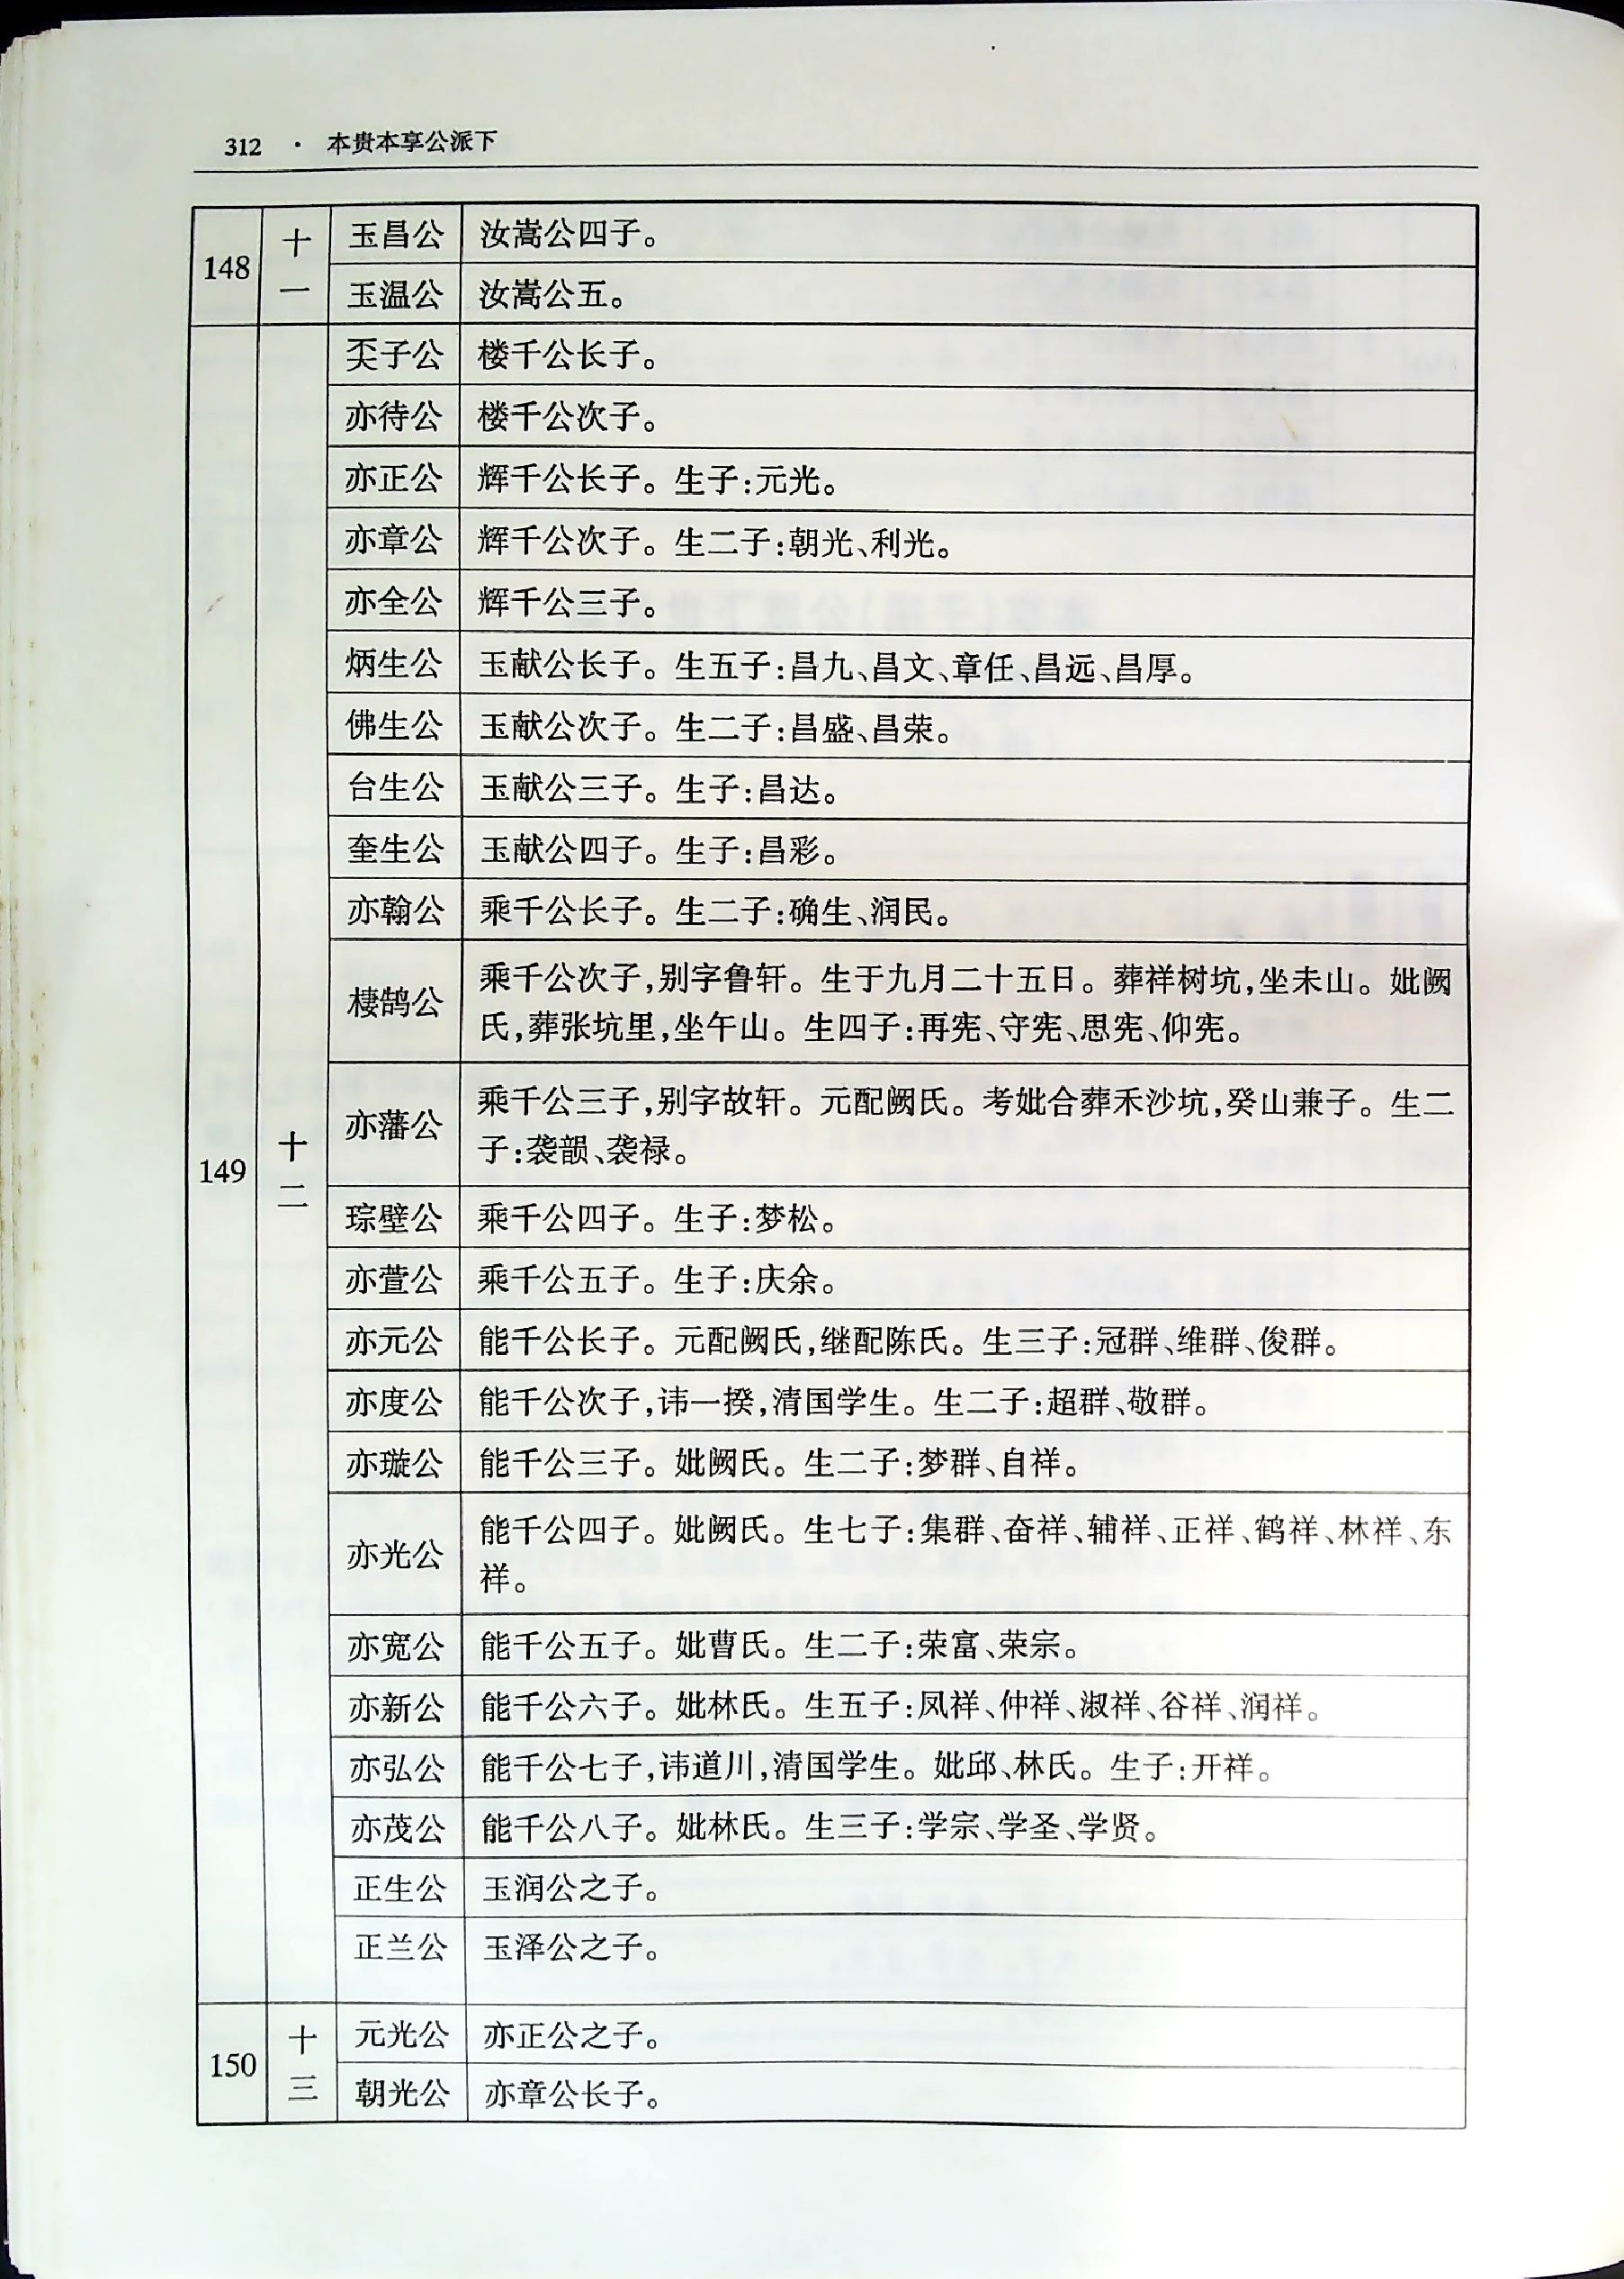 312 · 本贵本享公派下
148 十一 玉昌公 汝嵩公四子。
玉温公 汝嵩公五。
149 十二 奀子公 楼千公长子。
亦待公 楼千公次子。
亦正公 辉千公长子。生子:元光。
亦章公 辉千公次子。生二子:朝光、利光。
亦全公 辉千公三子。
炳生公 玉献公长子。生五子:昌九、昌文、章任、昌远、昌厚。
佛生公 玉献公次子。生二子:昌盛、昌荣。
台生公 玉献公三子。生子:昌达。
奎生公 玉献公四子。生子:昌彩。
亦翰公 乘千公长子。生二子:确生、润民。
棲鹄公 乘千公次子,别字鲁轩。生于九月二十五日。葬祥树坑,坐未山。妣阙
氏,葬张坑里,坐午山。生四子:再宪、守宪、思宪、仰宪。
亦藩公 乘千公三子,别字故轩。元配阙氏。考妣合葬禾沙坑,癸山兼子。生二
子:袭韻、袭禄。
琮壁公 乘千公四子。生子:梦松。
亦萱公 乘千公五子。生子:庆余。
亦元公 能千公长子。元配阙氏,继配陈氏。生三子:冠群、维群、俊群。
亦度公 能千公次子,讳一揆,清国学生。生二子:超群、敬群。
亦璇公 能千公三子。妣阙氏。生二子:梦群、自祥。
亦光公 能千公四子。妣阙氏。生七子:集群、奋祥、辅祥、正祥、鹤祥、林祥、东
祥。
亦宽公 能千公五子。妣曹氏。生二子:荣富、荣宗。
亦新公 能千公六子。妣林氏。生五子:凤祥、仲祥、淑祥、谷祥、润祥。
亦弘公 能千公七子,讳道川,清国学生。妣邱、林氏。生子:开祥。
亦茂公 能千公八子。妣林氏。生三子:学宗、学圣、学贤。
正生公 玉润公之子。
正兰公 玉泽公之子。
150 十三 元光公 亦正公之子。
朝光公 亦章公长子。